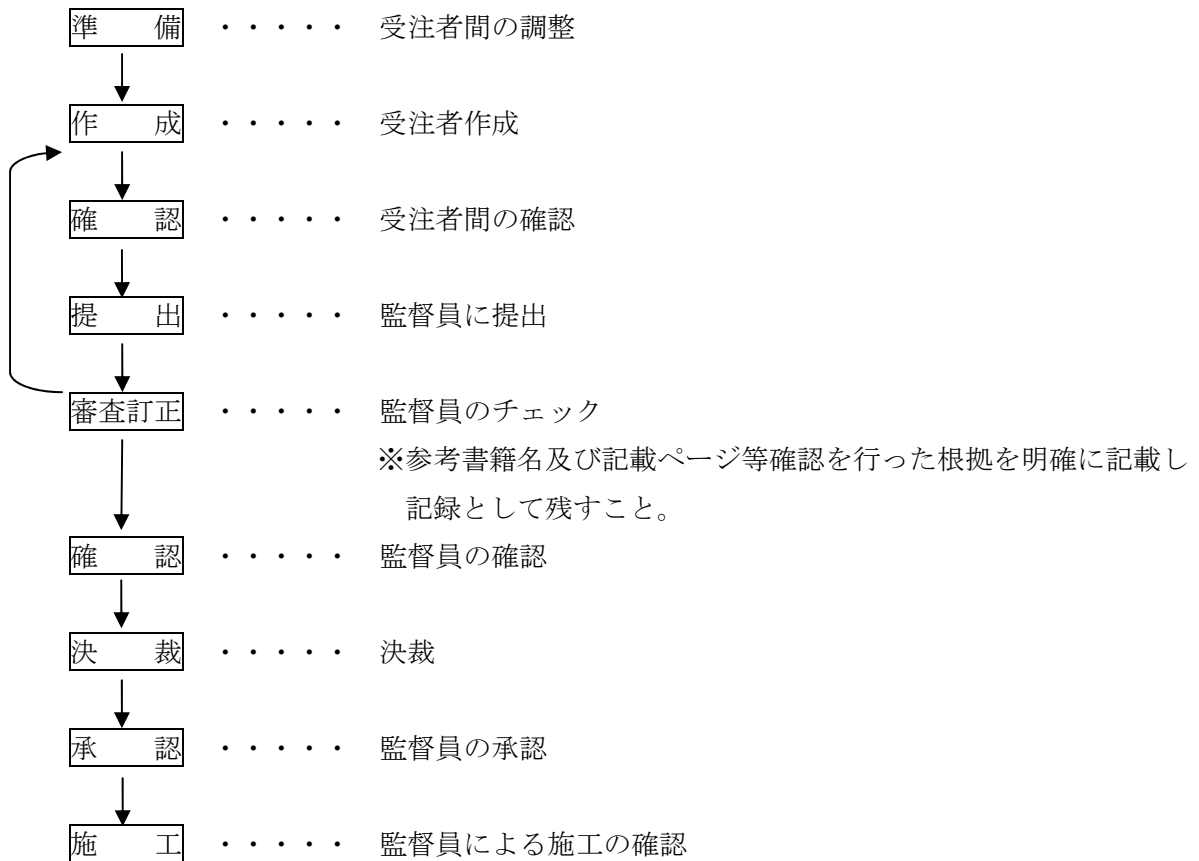 準　　備　・・・・・　受注者間の調整
作　　成　・・・・・　受注者作成
確　　認　・・・・・　受注者間の確認
提　　出　・・・・・　監督員に提出
審査訂正　・・・・・　監督員のチェック
※参考書籍名及び記載ページ等確認を行った根拠を明確に記載し
記録として残すこと。
確　　認　・・・・・　監督員の確認
決　　裁　・・・・・　決裁
承　　認　・・・・・　監督員の承認
施　　工　・・・・・　監督員による施工の確認